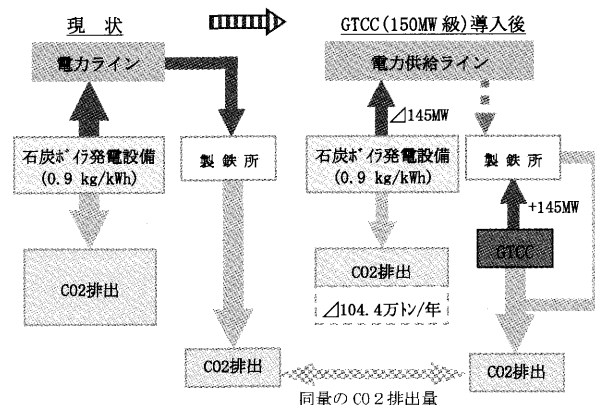 現 状
GTCC(150MW級)導入後
電力ライン
石炭ボイラ発電設備
(0.9 kg/kWh)
製 鉄 所
CO2排出
CO2排出
電力供給ライン
⊿145MW
石炭ボイラ発電設備
(0.9 kg/kWh)
製 鉄 所
+145MW
GTCC
CO2排出
⊿104.4万トン/年
CO2排出
同量のCO2排出量